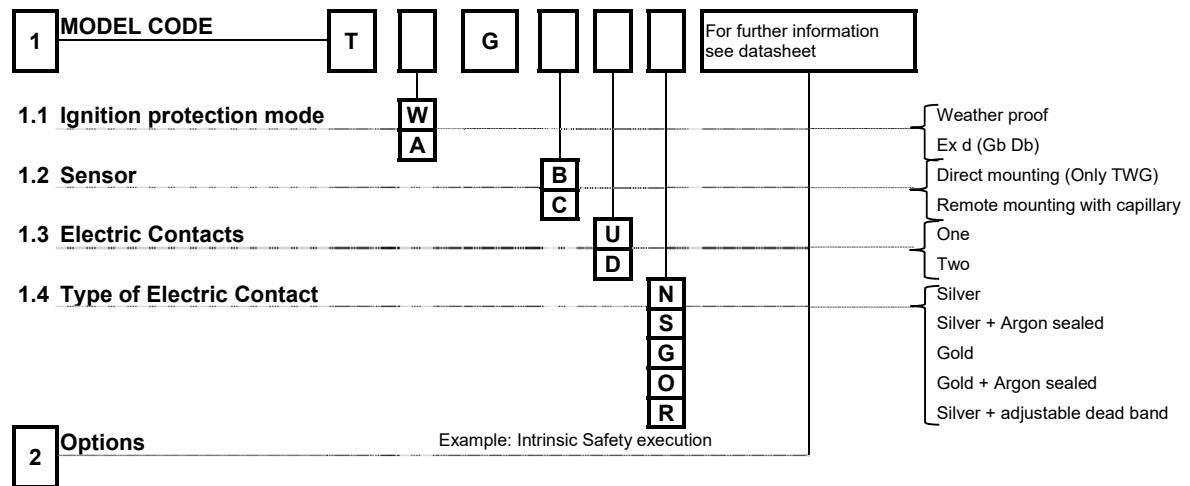 1 MODEL CODE T G For further information
see datasheet
1.1 Ignition protection mode W Weather proof
A Ex d (Gb Db)
1.2 Sensor B Direct mounting (Only TWG)
C Remote mounting with capillary
1.3 Electric Contacts U One
D Two
1.4 Type of Electric Contact N Silver
S Silver + Argon sealed
G Gold
O Gold + Argon sealed
R Silver + adjustable dead band
2 Options Example: Intrinsic Safety execution